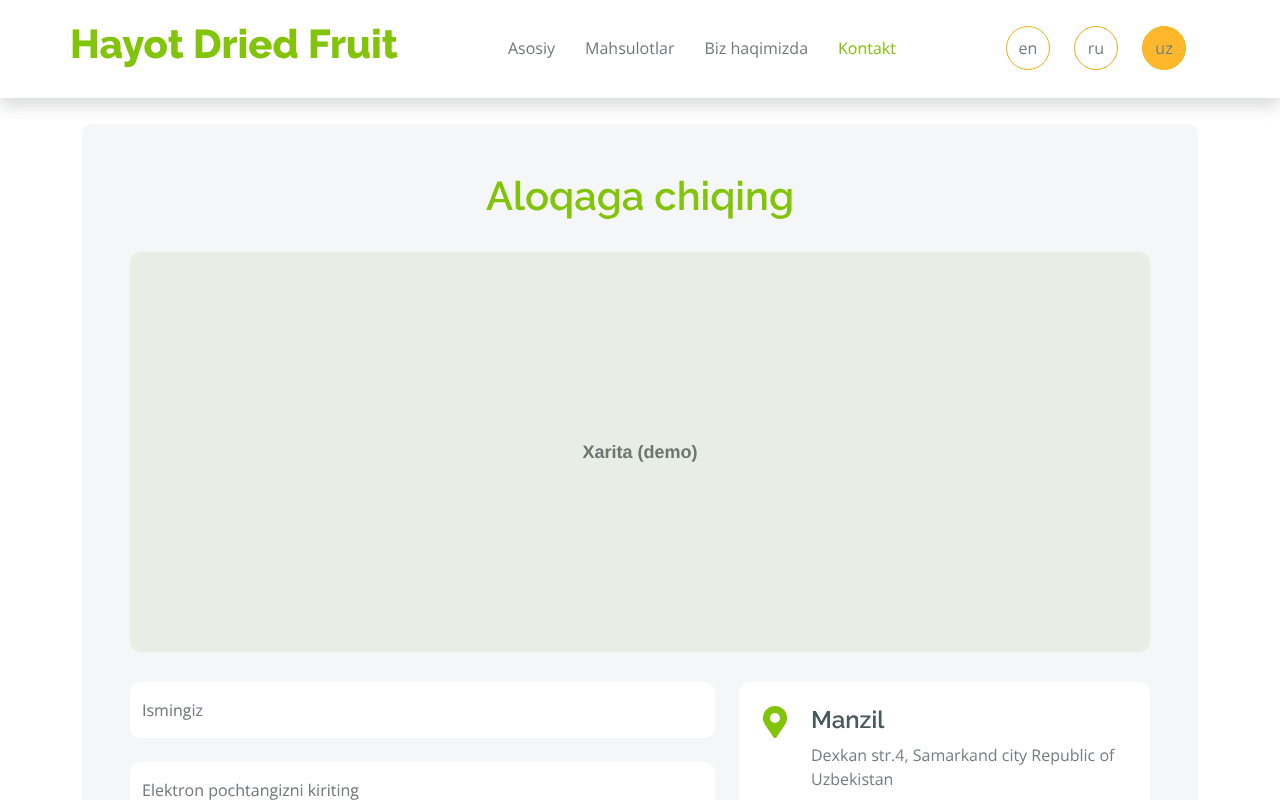 Hayot Dried Fruit
Asosiy
Mahsulotlar
Biz haqimizda
Kontakt
en
ru
uz
Aloqaga chiqing
Xarita (demo)
Ismingiz
Elektron pochtangizni kiriting
Manzil
Dexkan str.4, Samarkand city Republic of
Uzbekistan